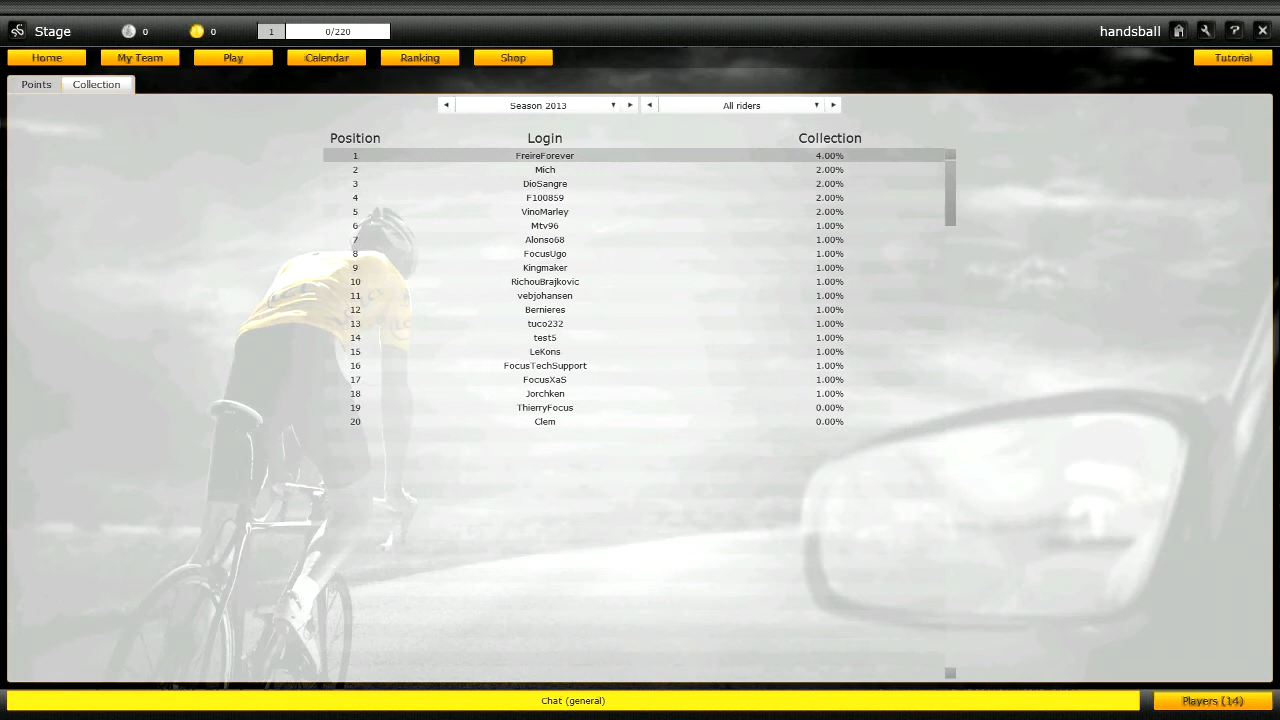 Stage 0 0 1 0/220 handsball
Home My Team Play Calendar Ranking Shop Tutorial
Points Collection
Season 2013 All riders
Position Login Collection
1 FreireForever 4.00%
2 Mich 2.00%
3 DioSangre 2.00%
4 F100859 2.00%
5 VinoMarley 2.00%
6 Mtv96 1.00%
7 Alonso68 1.00%
8 FocusUgo 1.00%
9 Kingmaker 1.00%
10 RichouBrajkovic 1.00%
11 vebjohansen 1.00%
12 Bernieres 1.00%
13 tuco232 1.00%
14 test5 1.00%
15 LeKons 1.00%
16 FocusTechSupport 1.00%
17 FocusXaS 1.00%
18 Jorchken 1.00%
19 ThierryFocus 0.00%
20 Clem 0.00%
Chat (general) Players (14)